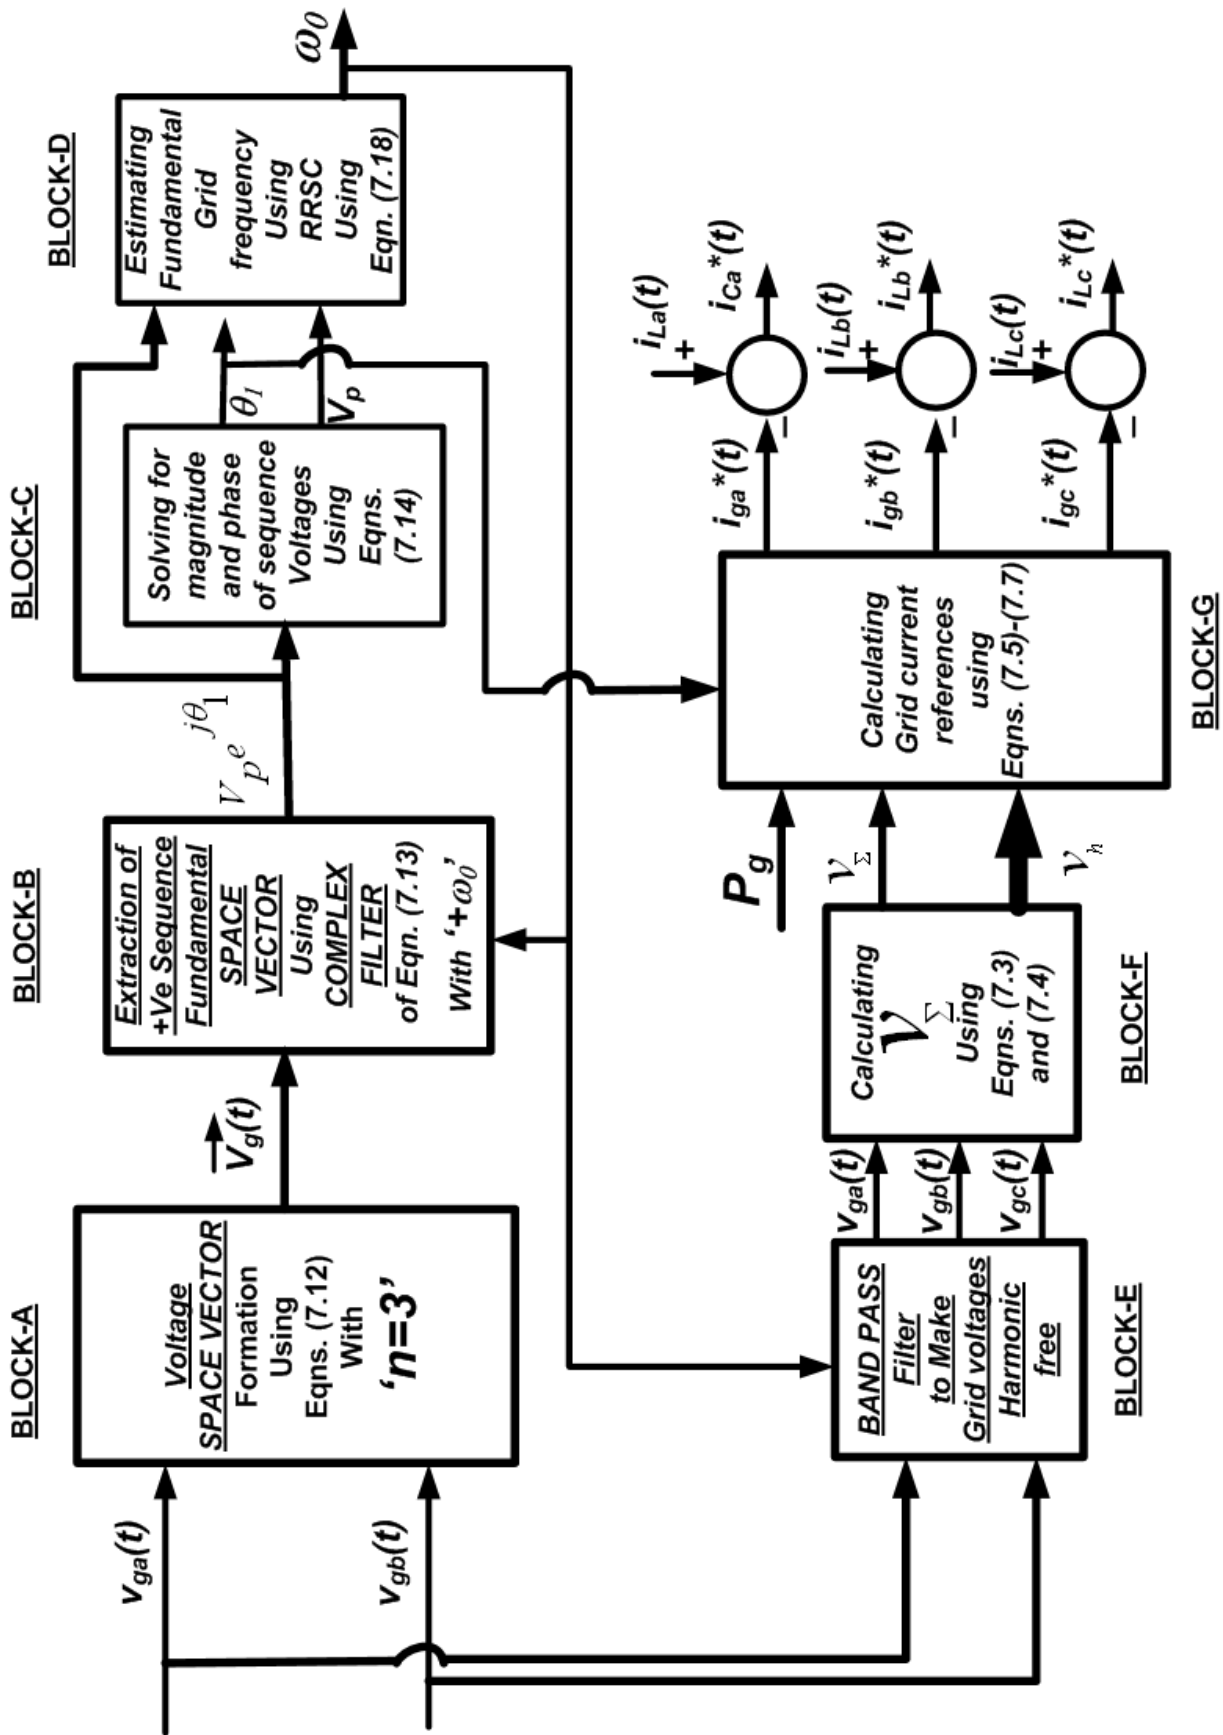 BLOCK-A
Voltage
SPACE VECTOR
Formation
Using
Eqns. (7.12)
With
‘n=3’
vga(t)
vgb(t)
Vg(t)
BLOCK-B
Extraction of
+Ve Sequence
Fundamental
SPACE
VECTOR
Using
COMPLEX
FILTER
of Eqn. (7.13)
With ‘+ω0’
Vp e jθ1
BLOCK-C
Solving for
magnitude
and phase
of sequence
Voltages
Using
Eqns.
(7.14)
θ1
Vp
BLOCK-D
Estimating
Fundamental
Grid
frequency
Using
RRSC
Using
Eqn. (7.18)
ω0
BAND PASS
Filter
to Make
Grid voltages
Harmonic
free
BLOCK-E
vga(t)
vgb(t)
vgc(t)
Calculating
VΣ
Using
Eqns. (7.3)
and (7.4)
BLOCK-F
Pg
VΣ
Vh
Calculating
Grid current
references
using
Eqns. (7.5)-(7.7)
BLOCK-G
iga*(t)
igb*(t)
igc*(t)
iLa(t)
+
−
iCa*(t)
iLb(t)
+
−
iLb*(t)
iLc(t)
+
−
iLc*(t)